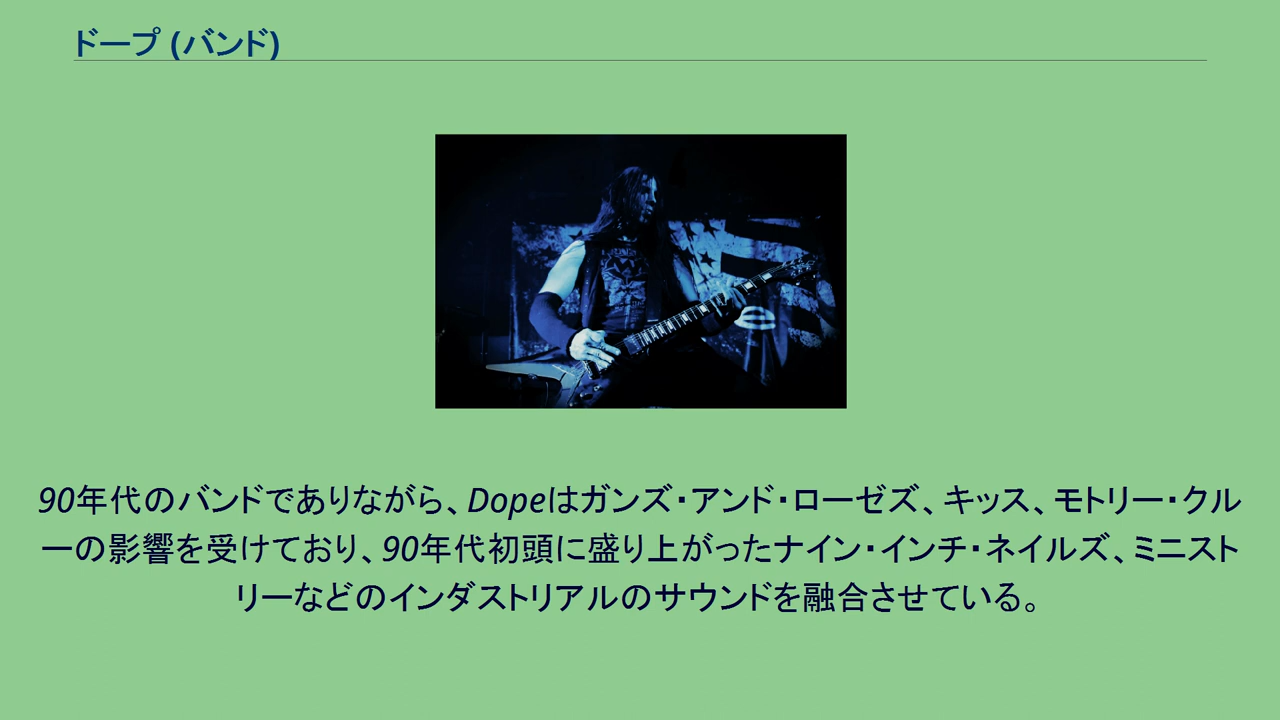 ドープ (バンド)
90年代のバンドでありながら、Dopeはガンズ・アンド・ローゼズ、キッス、モトリー・クル
ーの影響を受けており、90年代初頭に盛り上がったナイン・インチ・ネイルズ、ミニスト
リーなどのインダストリアルのサウンドを融合させている。